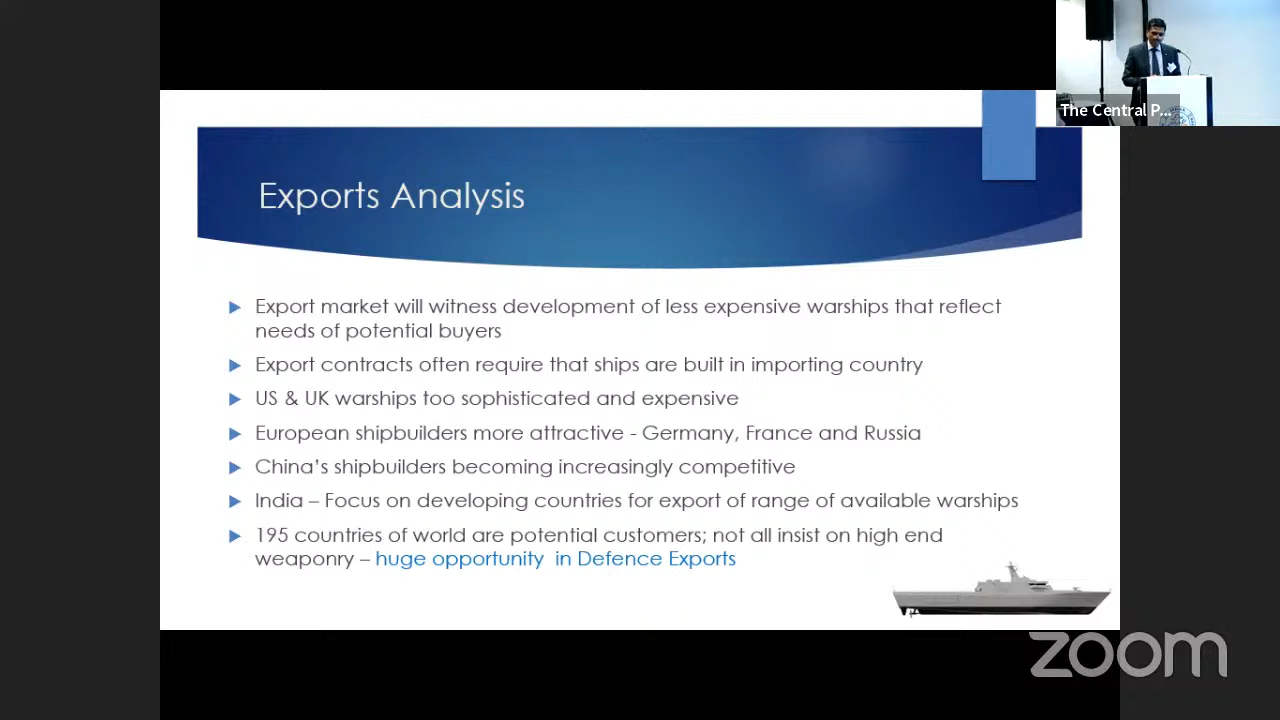 The Central P...
Exports Analysis
Export market will witness development of less expensive warships that reflect
needs of potential buyers
Export contracts often require that ships are built in importing country
US & UK warships too sophisticated and expensive
European shipbuilders more attractive - Germany, France and Russia
China's shipbuilders becoming increasingly competitive
India – Focus on developing countries for export of range of available warships
195 countries of world are potential customers; not all insist on high end
weaponry – huge opportunity in Defence Exports
zoom